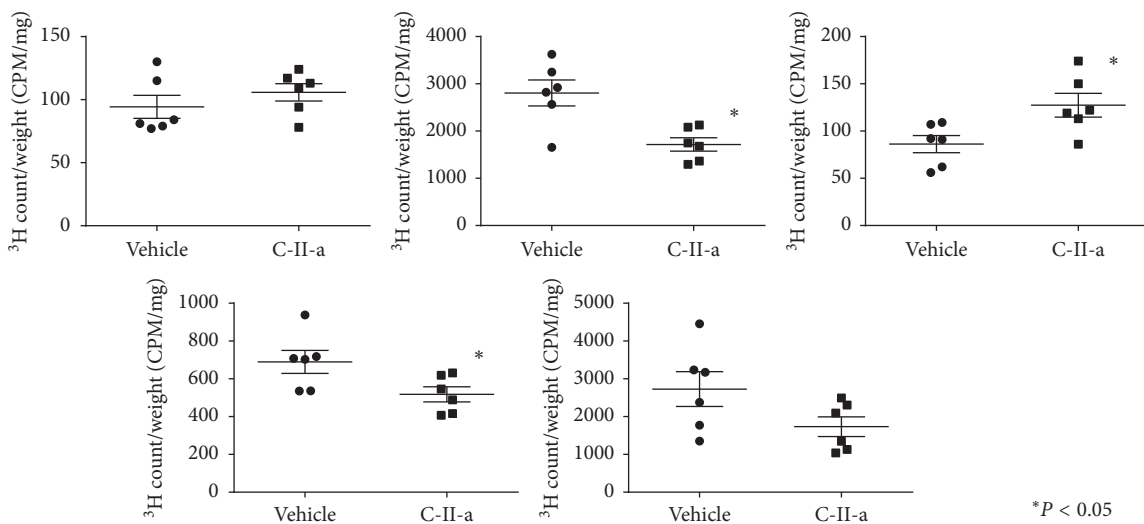 ³H count/weight (CPM/mg)
150
100
50
0
Vehicle
C-II-a
³H count/weight (CPM/mg)
4000
3000
2000
1000
0
*
Vehicle
C-II-a
³H count/weight (CPM/mg)
200
150
100
50
0
*
Vehicle
C-II-a
³H count/weight (CPM/mg)
1000
800
600
400
200
0
*
Vehicle
C-II-a
³H count/weight (CPM/mg)
5000
4000
3000
2000
1000
0
Vehicle
C-II-a
*P < 0.05